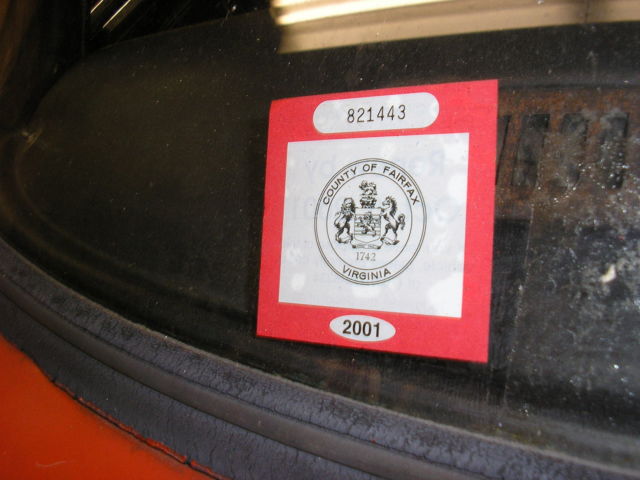 821443
COUNTY OF FAIRFAX
1742
VIRGINIA
2001